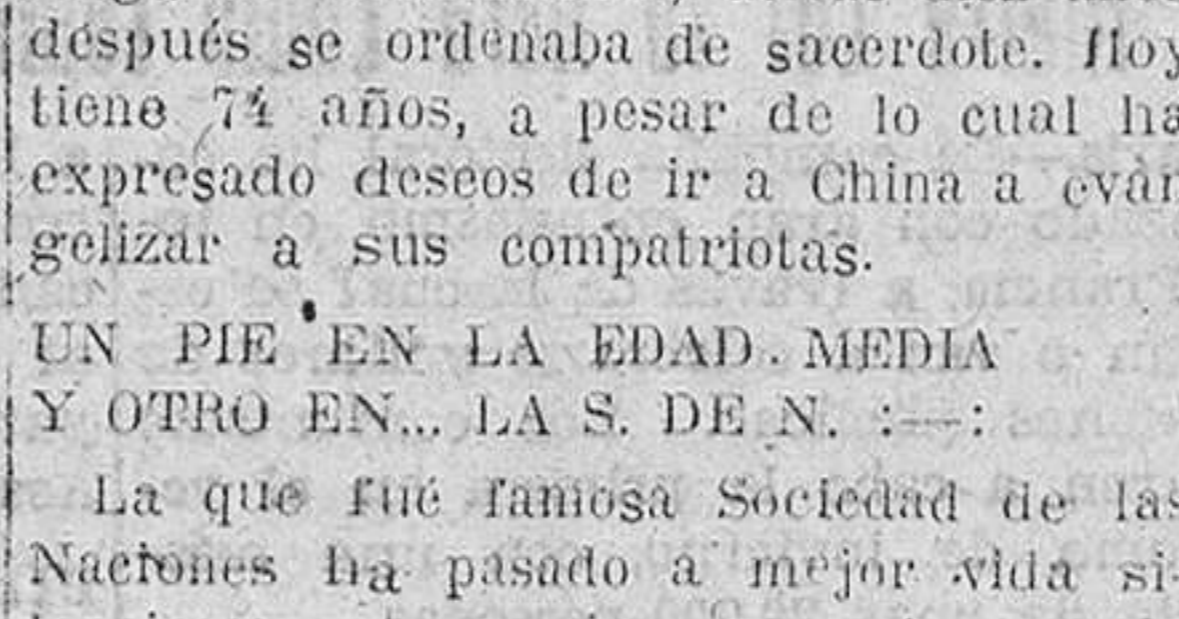 después se ordenaba de sacerdote. Hoy
tiene 74 años, a pesar de lo cual ha
expresado deseos de ir a China a evan
gelizar a sus compatriotas.
UN PIE EN LA EDAD MEDIA
Y OTRO EN... LA S. DE N. :—:
La que fué famosa Sociedad de las
Naciones ha pasado a mejor vida si-